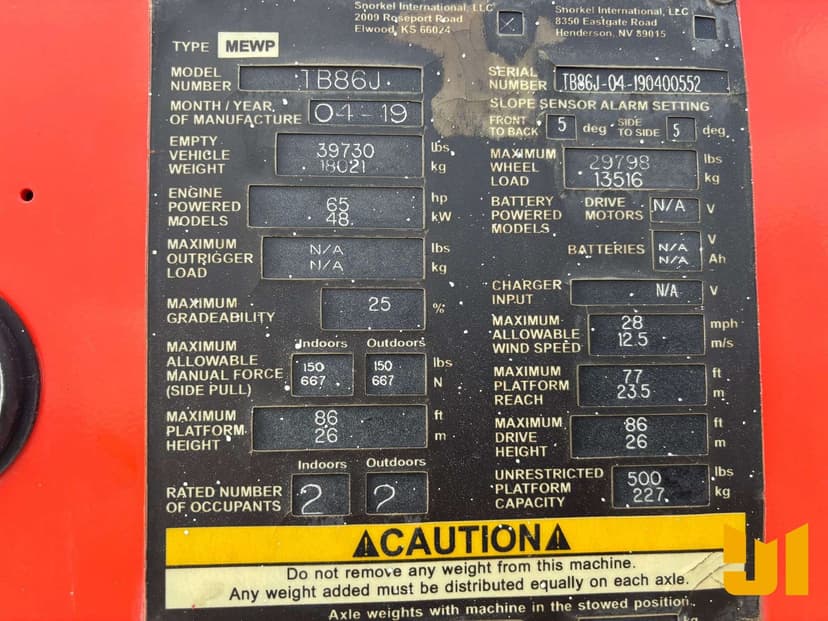 Snorkel International, LLC
2009 Roseport Road
Elwood, KS 66024
Snorkel International, LLC
8350 Eastgate Road
Henderson, NV 89015
TYPE MEWP
MODEL NUMBER TB86J
SERIAL NUMBER TB86J-04-190400552
MONTH / YEAR OF MANUFACTURE 04-19
SLOPE SENSOR ALARM SETTING
FRONT TO BACK 5 deg SIDE TO SIDE 5 deg
EMPTY VEHICLE WEIGHT 39730 lbs
18021 kg
MAXIMUM WHEEL LOAD 29798 lbs
13516 kg
ENGINE POWERED MODELS 65 hp
48 kW
BATTERY POWERED MODELS DRIVE MOTORS N/A V
BATTERIES N/A V
N/A Ah
MAXIMUM OUTRIGGER LOAD N/A lbs
N/A kg
CHARGER INPUT N/A V
MAXIMUM GRADEABILITY 25 %
MAXIMUM ALLOWABLE WIND SPEED 28 mph
12.5 m/s
MAXIMUM ALLOWABLE MANUAL FORCE (SIDE PULL)
Indoors Outdoors
150 150 lbs
667 667 N
MAXIMUM PLATFORM REACH 77 ft
23.5 m
MAXIMUM PLATFORM HEIGHT 86 ft
26 m
MAXIMUM DRIVE HEIGHT 86 ft
26 m
Indoors Outdoors
RATED NUMBER OF OCCUPANTS 2 2
UNRESTRICTED PLATFORM CAPACITY 500 lbs
227 kg
CAUTION
Do not remove any weight from this machine.
Any weight added must be distributed equally on each axle.
Axle weights with machine in the stowed position.
kg